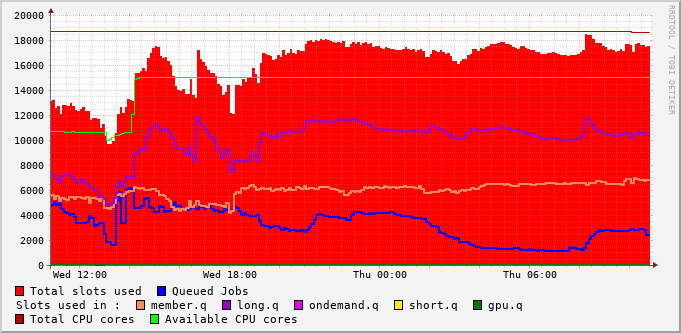 20000
18000
16000
14000
12000
10000
8000
6000
4000
2000
0
Wed 12:00 Wed 18:00 Thu 00:00 Thu 06:00
RRDTOOL / TOBI OETIKER
Total slots used Queued Jobs
Slots used in : member.q long.q ondemand.q short.q gpu.q
Total CPU cores Available CPU cores